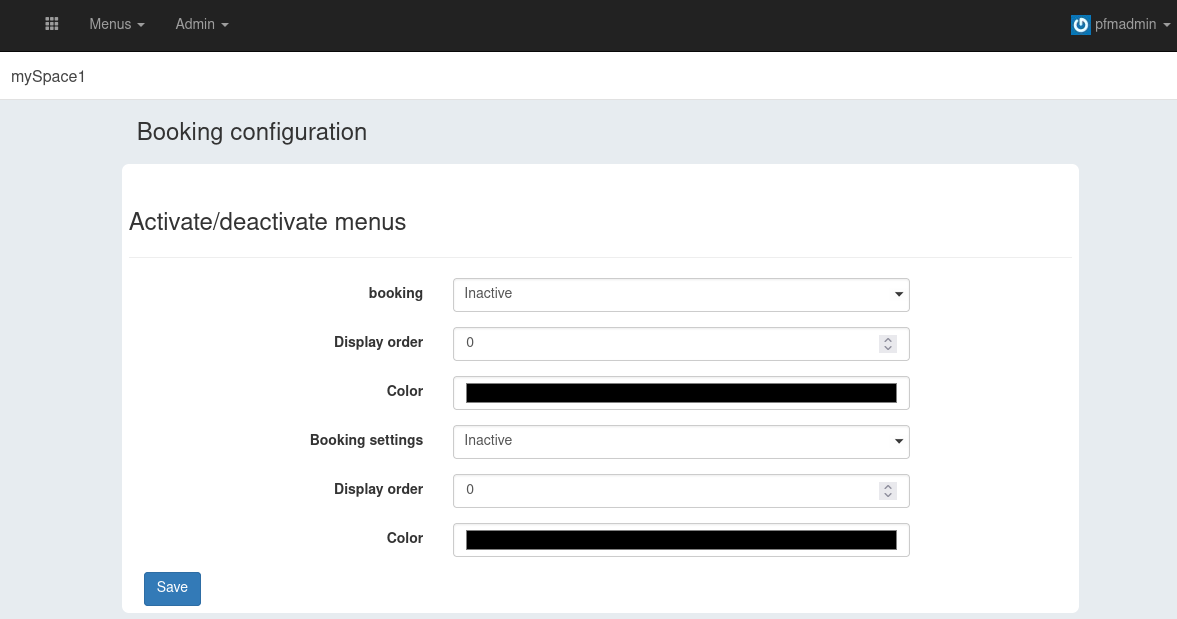 Menus Admin pfmadmin
mySpace1
Booking configuration
Activate/deactivate menus
booking Inactive
Display order 0
Color
Booking settings Inactive
Display order 0
Color
Save